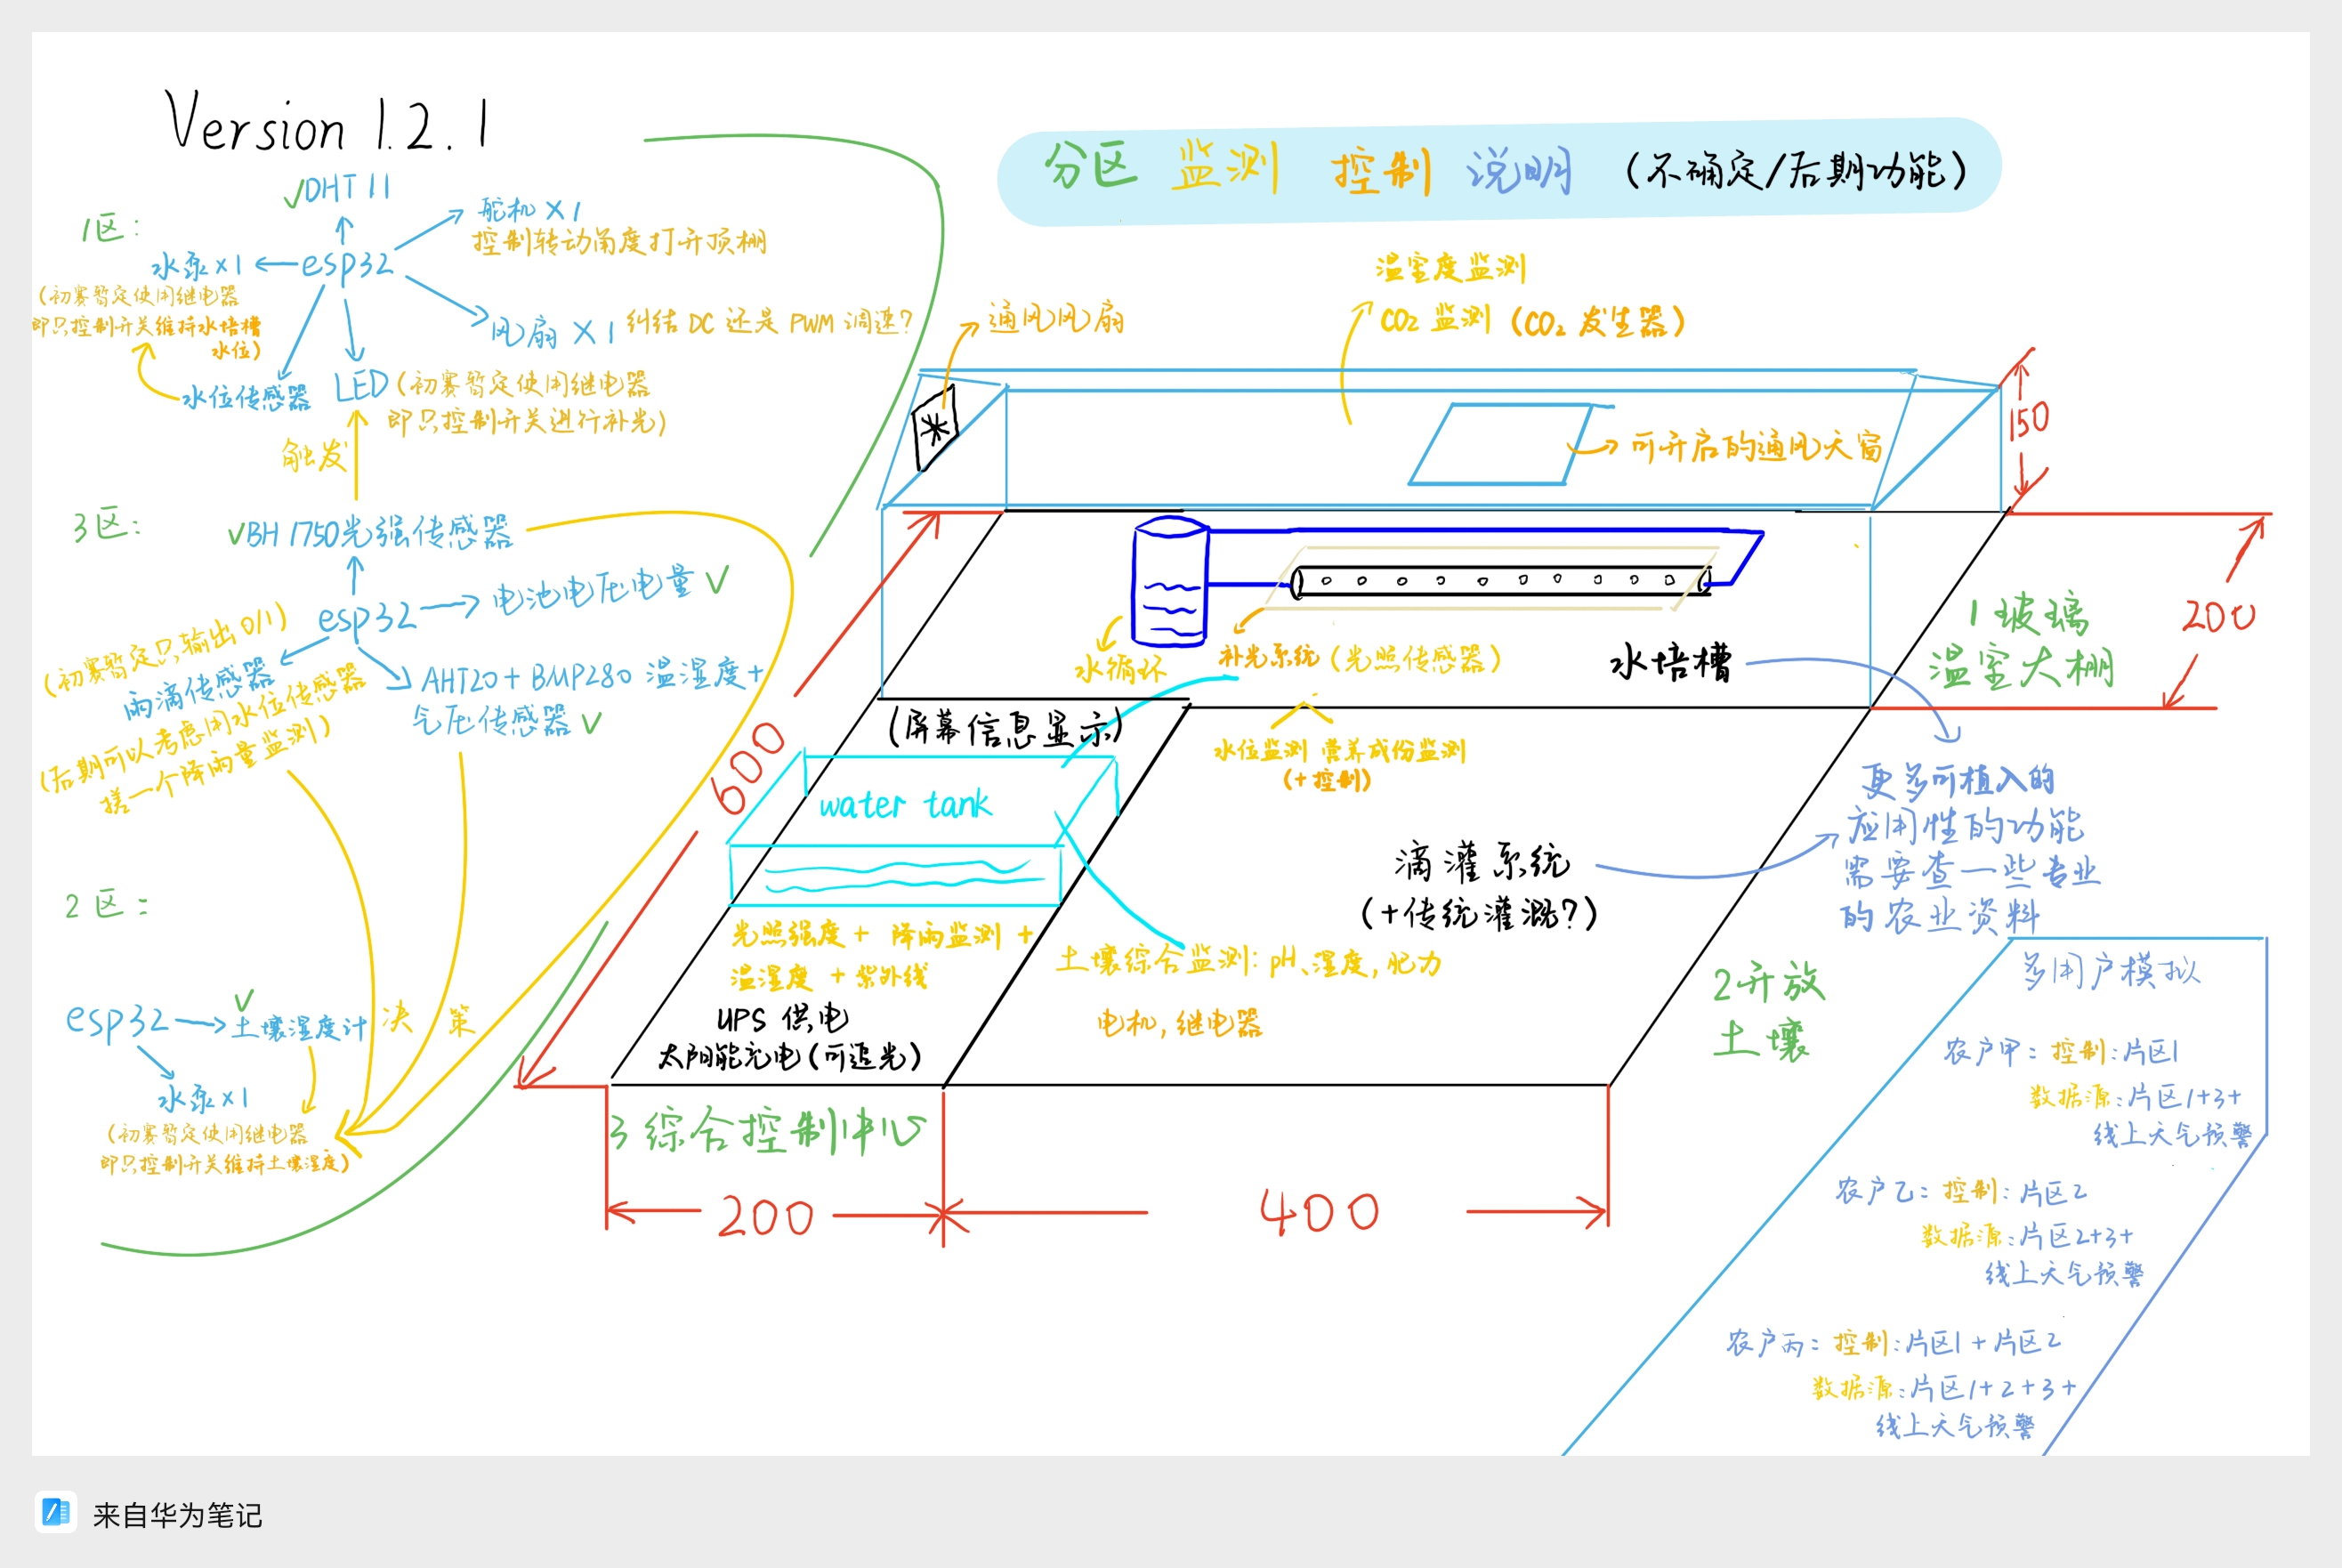 Version 1.2.1
分区 监测 控制 说明 (不确定/后期功能)
1区:
✓DHT11
esp32
舵机×1
控制转动角度打开顶棚
水泵×1
(初赛暂定使用继电器
即只控制开关维持水培槽
水位)
风扇×1 纠结DC还是PWM调速?
水位传感器
LED(初赛暂定使用继电器
即只控制开关进行补光)
触发
3区:
✓BH1750光强传感器
esp32
电池电压电量✓
(初赛暂定只输出0/1)
雨滴传感器
(后期可以考虑用水位传感器
搓一个降雨量监测)
AHT20+BMP280 温湿度+
气压传感器✓
2区:
esp32
✓
土壤湿度计
决策
水泵×1
(初赛暂定使用继电器
即只控制开关维持土壤湿度)
通风风扇
温室度监测
CO2监测(CO2发生器)
可开启的通风天窗
150
200
1玻璃
温室大棚
水循环
补光系统(光照传感器)
水培槽
水位监测 营养成份监测
(+控制)
(屏幕信息显示)
600
water tank
光照强度+降雨监测+
温湿度+紫外线
UPS供电
太阳能充电(可追光)
滴灌系统
(+传统灌溉?)
土壤综合监测:pH、湿度,肥力
电机,继电器
更多可植入的
应用性的功能
需要查一些专业
的农业资料
2开放
土壤
3综合控制中心
200
400
多用户模拟
农户甲:控制:片区1
数据源:片区1+3+
线上天气预警
农户乙:控制:片区2
数据源:片区2+3+
线上天气预警
农户丙:控制:片区1+片区2
数据源:片区1+2+3+
线上天气预警
来自华为笔记